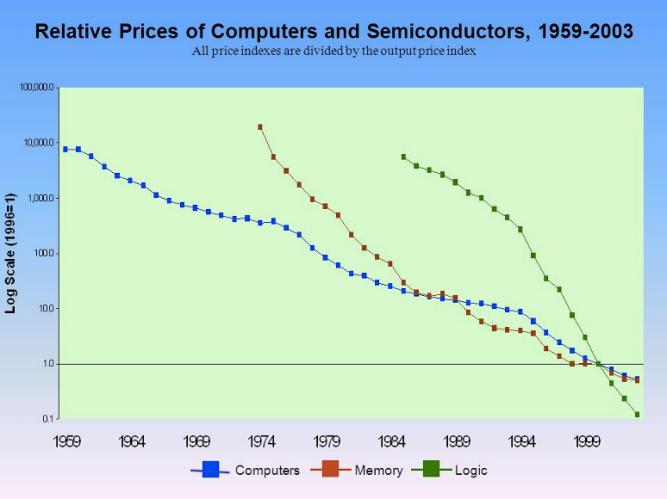 Relative Prices of Computers and Semiconductors, 1959-2003
All price indexes are divided by the output price index
Log Scale (1996=1)
100,000.0
10,000.0
1,000.0
100.0
10.0
1.0
0.1
1959 1964 1969 1974 1979 1984 1989 1994 1999
Computers Memory Logic